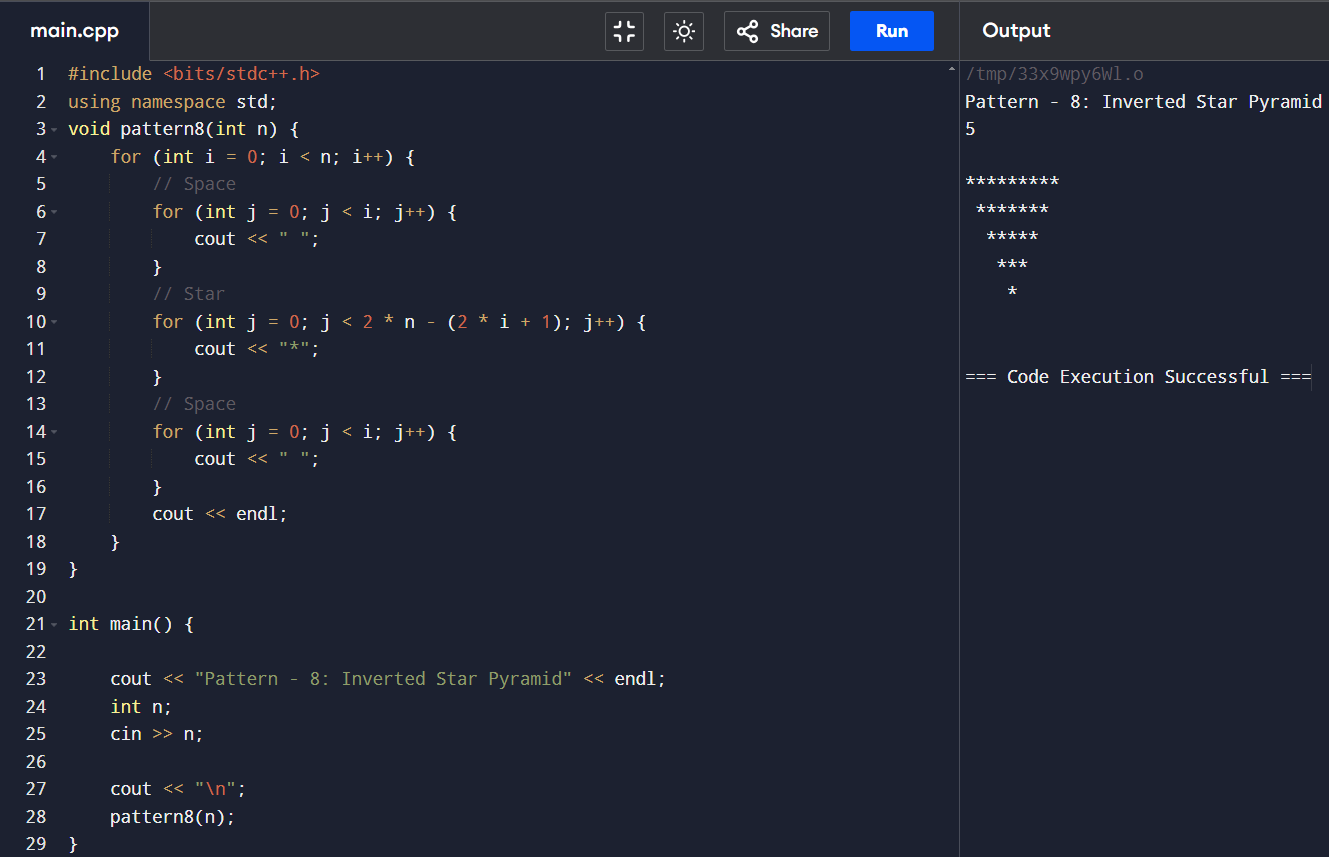 main.cpp
Share
Run
Output
1 #include <bits/stdc++.h>
2 using namespace std;
3 void pattern8(int n) {
4     for (int i = 0; i < n; i++) {
5         // Space
6         for (int j = 0; j < i; j++) {
7             cout << " ";
8         }
9         // Star
10         for (int j = 0; j < 2 * n - (2 * i + 1); j++) {
11             cout << "*";
12         }
13         // Space
14         for (int j = 0; j < i; j++) {
15             cout << " ";
16         }
17         cout << endl;
18     }
19 }
20
21 int main() {
22
23     cout << "Pattern - 8: Inverted Star Pyramid" << endl;
24     int n;
25     cin >> n;
26
27     cout << "\n";
28     pattern8(n);
29 }
/tmp/33x9wpy6Wl.o
Pattern - 8: Inverted Star Pyramid
5
*********
 *******
  *****
   ***
    *
=== Code Execution Successful ===